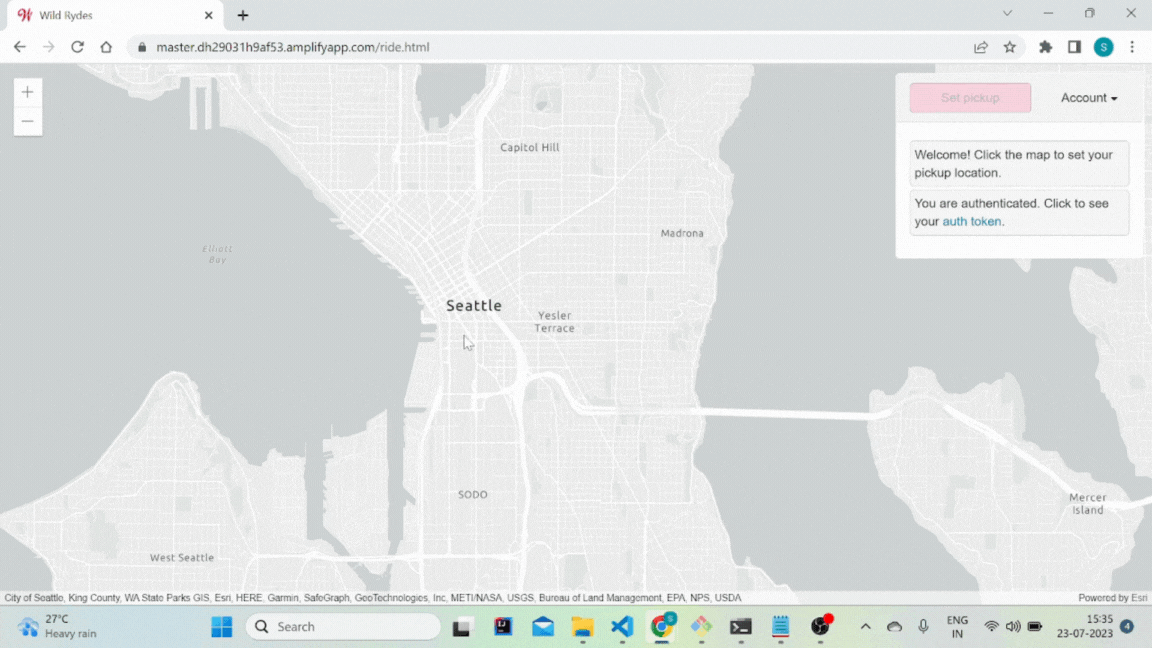 Wild Rydes
master.dh29031h9af53.amplifyapp.com/ride.html
S
Set pickup
Account
Welcome! Click the map to set your
pickup location.
You are authenticated. Click to see
your auth token.
Capitol Hill
Madrona
Elliott
Bay
Seattle
Yesler
Terrace
SODO
Mercer
Island
West Seattle
City of Seattle, King County, WA State Parks GIS, Esri, HERE, Garmin, SafeGraph, GeoTechnologies, Inc, METI/NASA, USGS, Bureau of Land Management, EPA, NPS, USDA
Powered by Esri
27°C
Heavy rain
Search
ENG
IN
15:35
23-07-2023
4